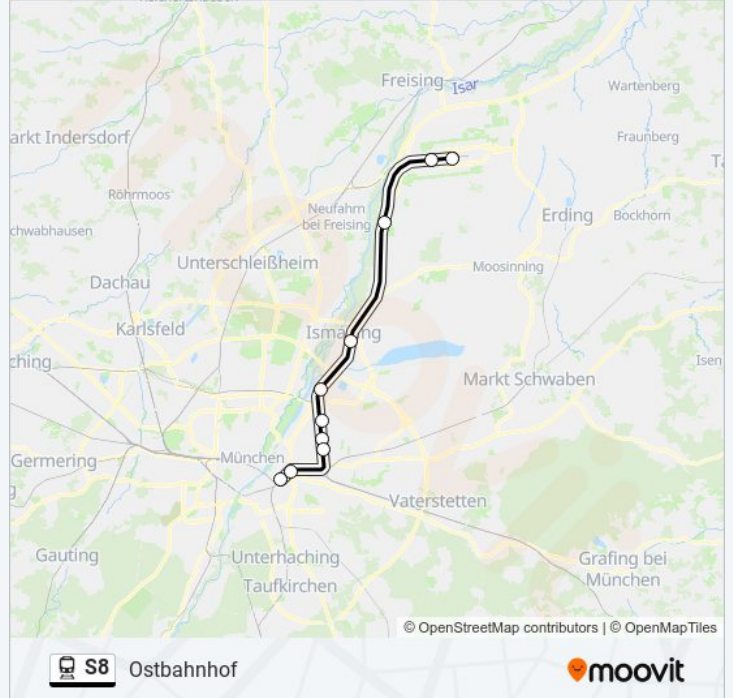 Freising
Isar
Wartenberg
arkt Indersdorf
Fraunberg
Röhrmoos
Neufahrn
bei Freising
Erding
Bockhorn
chwabhausen
Unterschleißheim
Moosinning
Dachau
Karlsfeld
Ismaning
ching
Isen
Markt Schwaben
Germering
München
Vaterstetten
Gauting
Unterhaching
Taufkirchen
Grafing bei
München
© OpenStreetMap contributors | © OpenMapTiles
S8 Ostbahnhof
moovit